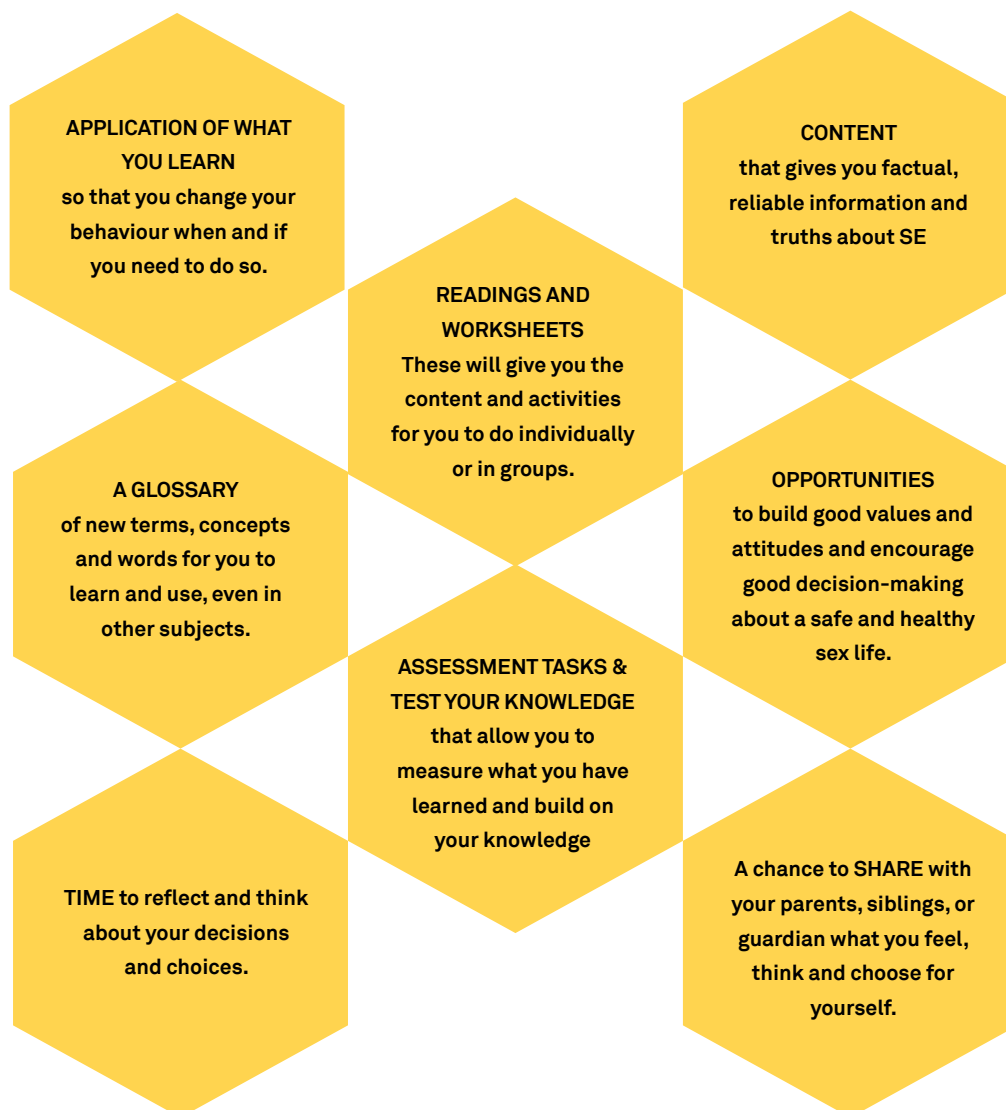 APPLICATION OF WHAT
YOU LEARN
so that you change your
behaviour when and if
you need to do so.
CONTENT
that gives you factual,
reliable information and
truths about SE
READINGS AND
WORKSHEETS
These will give you the
content and activities
for you to do individually
or in groups.
A GLOSSARY
of new terms, concepts
and words for you to
learn and use, even in
other subjects.
OPPORTUNITIES
to build good values and
attitudes and encourage
good decision-making
about a safe and healthy
sex life.
ASSESSMENT TASKS &
TEST YOUR KNOWLEDGE
that allow you to
measure what you have
learned and build on
your knowledge
TIME to reflect and think
about your decisions
and choices.
A chance to SHARE with
your parents, siblings, or
guardian what you feel,
think and choose for
yourself.